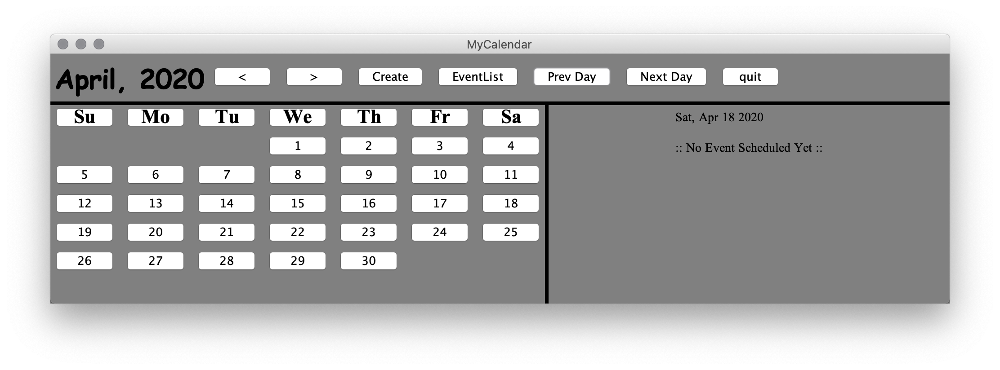 MyCalendar
April, 2020 < > Create EventList Prev Day Next Day quit
Su Mo Tu We Th Fr Sa
1 2 3 4
5 6 7 8 9 10 11
12 13 14 15 16 17 18
19 20 21 22 23 24 25
26 27 28 29 30
Sat, Apr 18 2020
:: No Event Scheduled Yet ::